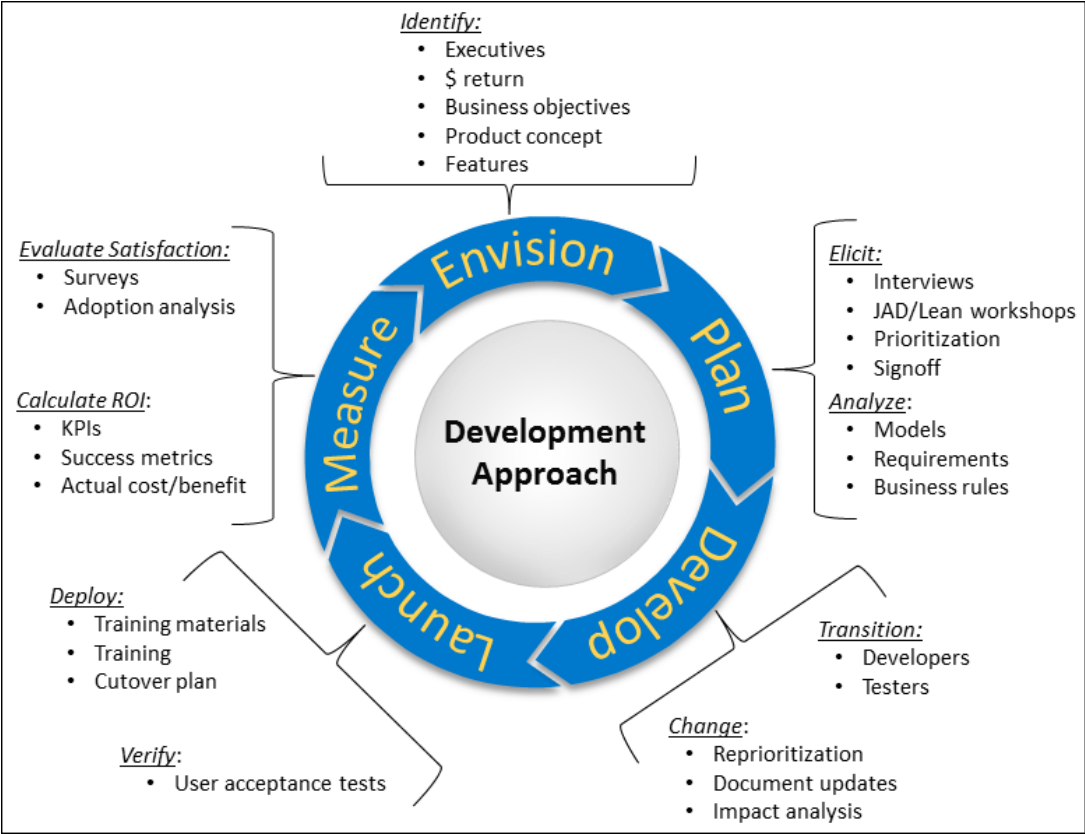 Identify:
• Executives
• $ return
• Business objectives
• Product concept
• Features
Envision
Plan
Develop
Launch
Measure
Development
Approach
Elicit:
• Interviews
• JAD/Lean workshops
• Prioritization
• Signoff
Analyze:
• Models
• Requirements
• Business rules
Transition:
• Developers
• Testers
Change:
• Reprioritization
• Document updates
• Impact analysis
Deploy:
• Training materials
• Training
• Cutover plan
Verify:
• User acceptance tests
Evaluate Satisfaction:
• Surveys
• Adoption analysis
Calculate ROI:
• KPIs
• Success metrics
• Actual cost/benefit